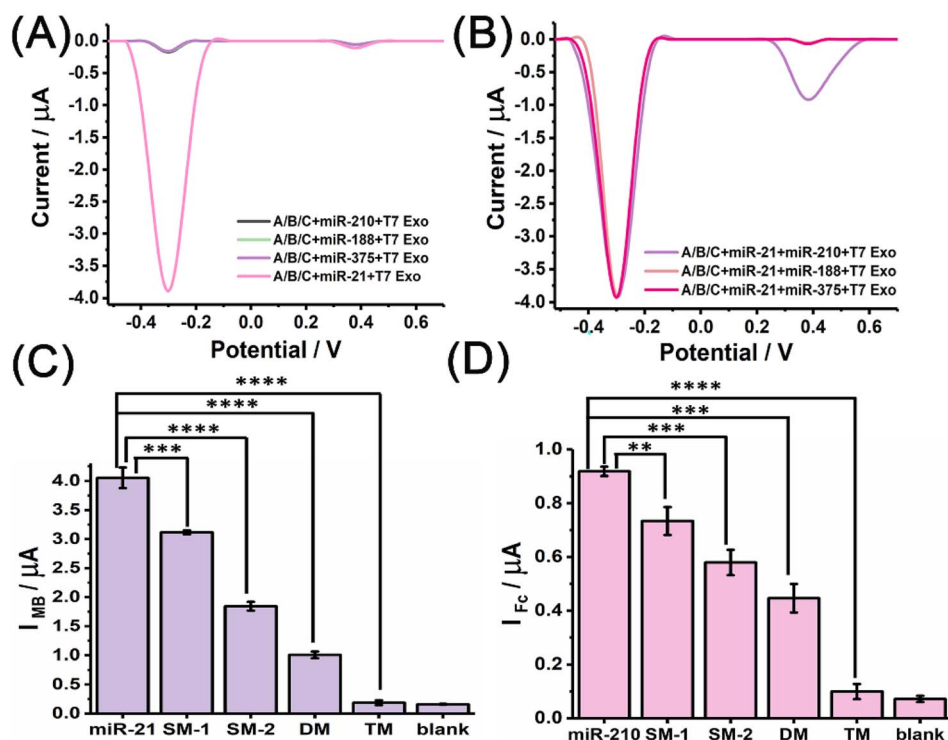 (A)
0.0
-0.5
-1.0
-1.5
-2.0
-2.5
-3.0
-3.5
-4.0
Current / μA
A/B/C+miR-210+T7 Exo
A/B/C+miR-188+T7 Exo
A/B/C+miR-375+T7 Exo
A/B/C+miR-21+T7 Exo
-0.4 -0.2 0.0 0.2 0.4 0.6
Potential / V
(B)
0.0
-0.5
-1.0
-1.5
-2.0
-2.5
-3.0
-3.5
-4.0
Current / μA
A/B/C+miR-21+miR-210+T7 Exo
A/B/C+miR-21+miR-188+T7 Exo
A/B/C+miR-21+miR-375+T7 Exo
-0.4 -0.2 0.0 0.2 0.4 0.6
Potential / V
(C)
****
****
****
***
4.0
3.5
3.0
2.5
2.0
1.5
1.0
0.5
0.0
I MB / μA
miR-21 SM-1 SM-2 DM TM blank
(D)
****
***
***
**
1.0
0.8
0.6
0.4
0.2
0.0
I Fc / μA
miR-210 SM-1 SM-2 DM TM blank